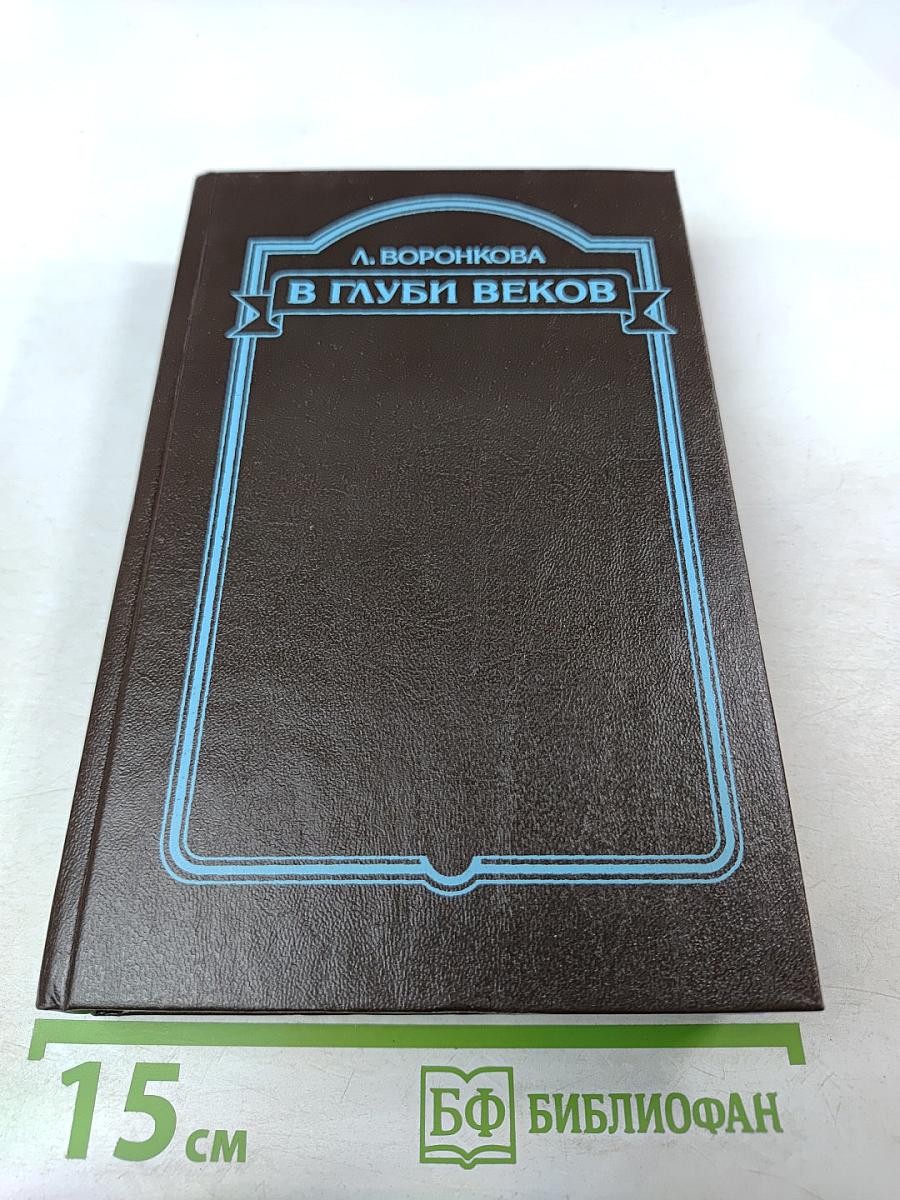 Л. ВОРОНКОВА
В ГЛУБИ ВЕКОВ
15 см
БФ БИБЛИОФАН